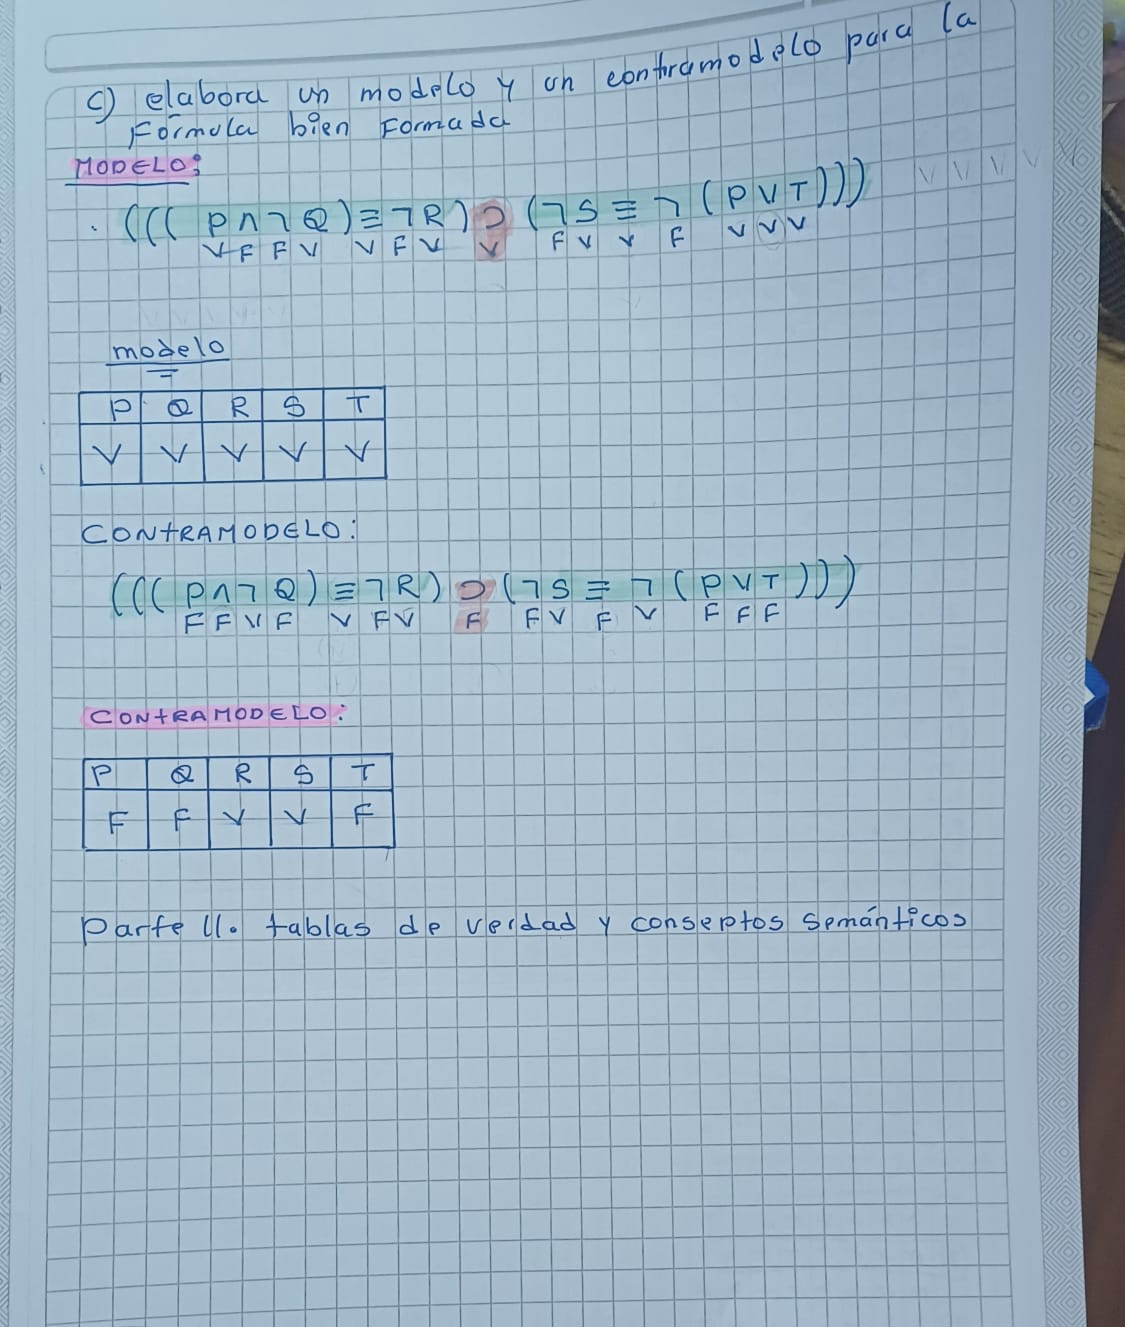 c) elabora un modelo y un contramodelo para la
Formula bien Formada
MODELO:
. (((P∧¬Q)≡¬R)⊃(¬S≡¬(P∨T)))
V F F V V F V V F V V F V V V
modelo
P Q R S T
V V V V V
CONtRAMODELO:
(((P∧¬Q)≡¬R)⊃(¬S≡¬(P∨T)))
F F V F V F V F F V F V F F F
CONtRAMODELO:
P Q R S T
F F V V F
Parte II. tablas de verdad y conseptos semánticos